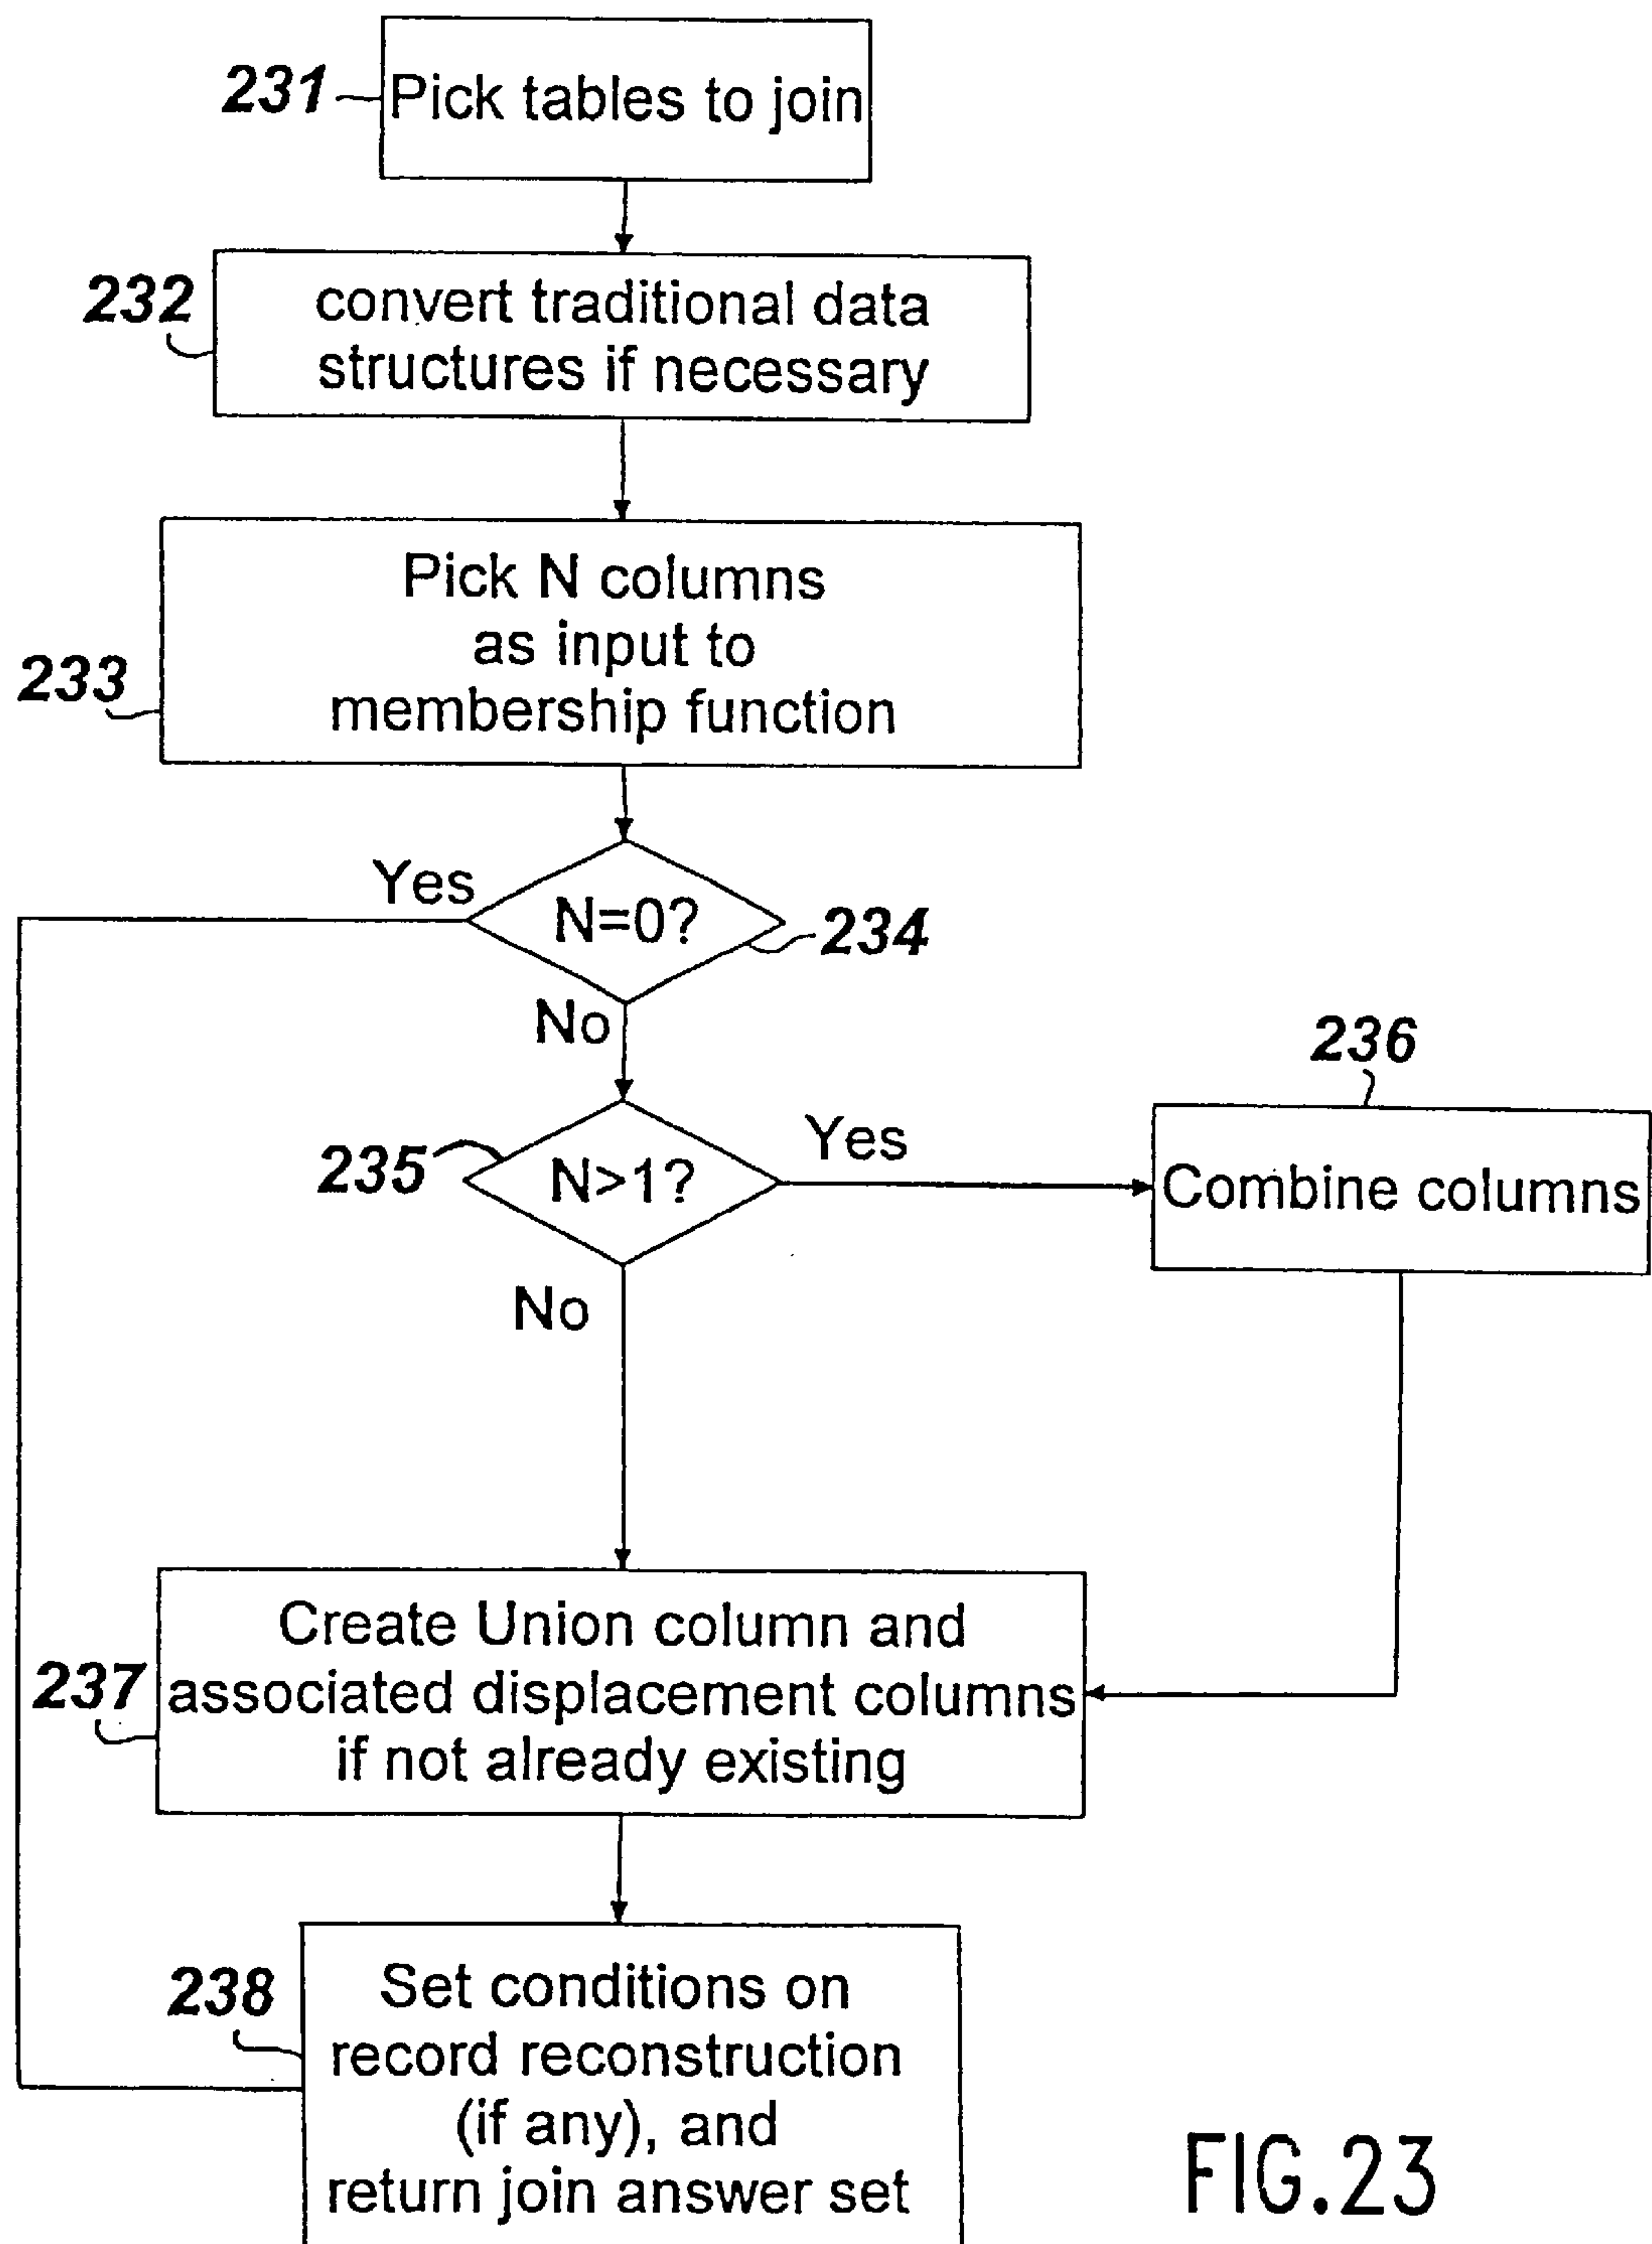 231
Pick tables to join
232
convert traditional data
structures if necessary
233
Pick N columns
as input to
membership function
Yes
N=0?
234
No
236
235
N>1?
Yes
Combine columns
No
237
Create Union column and
associated displacement columns
if not already existing
238
Set conditions on
record reconstruction
(if any), and
return join answer set
FIG.23